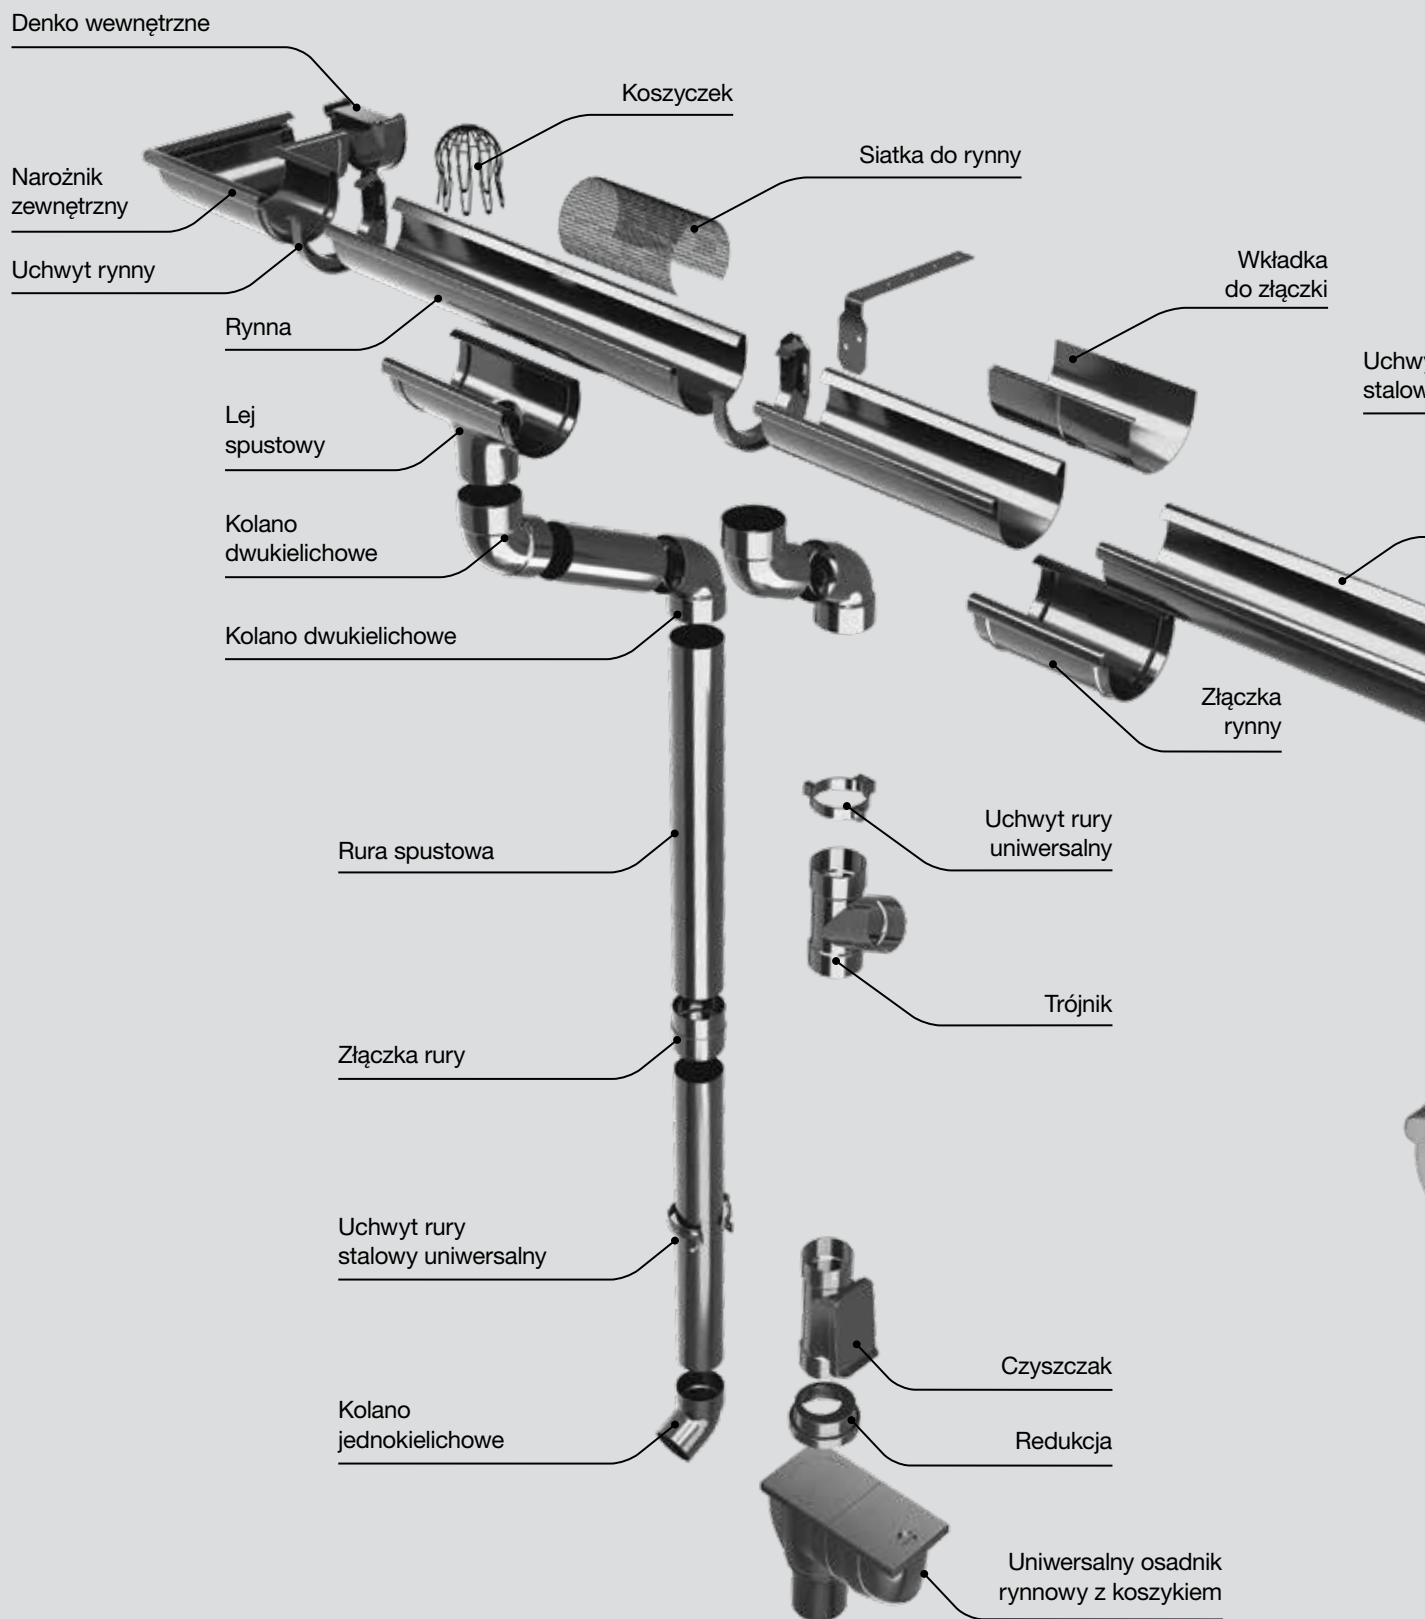 Denko wewnętrzne
Koszyczek
Siatka do rynny
Narożnik
zewnętrzny
Uchwyt rynny
Wkładka
do złączki
Rynna
Lej
spustowy
Kolano
dwukielichowe
Kolano dwukielichowe
Złączka
rynny
Uchwyt rury
uniwersalny
Rura spustowa
Trójnik
Złączka rury
Uchwyt rury
stalowy uniwersalny
Czyszczak
Kolano
jednokielichowe
Redukcja
Uniwersalny osadnik
rynnowy z koszykiem